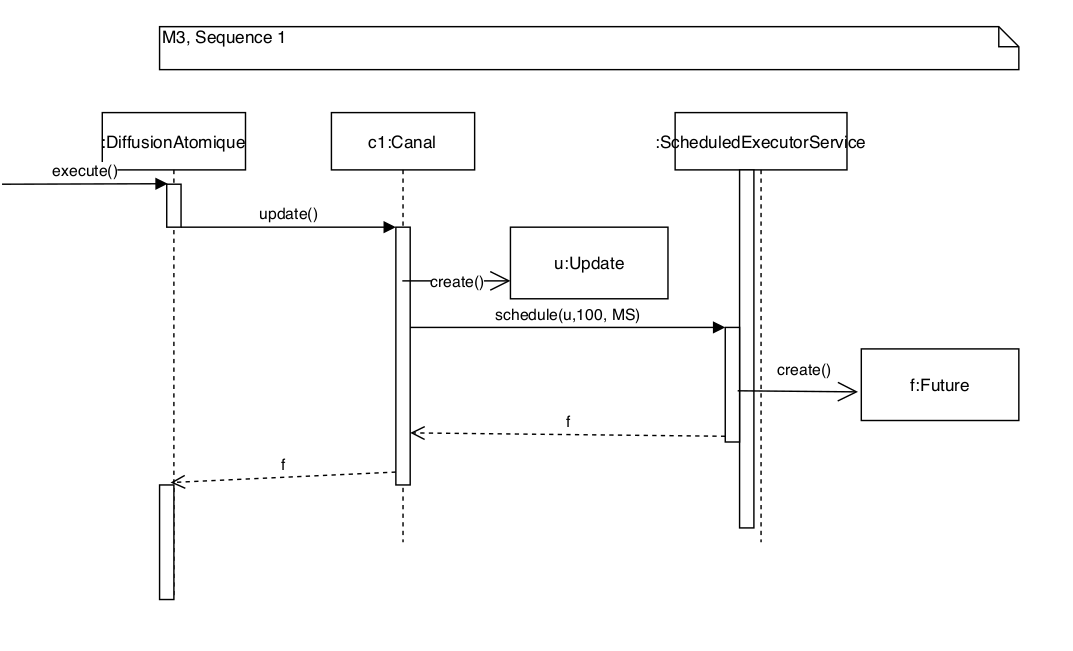 M3, Sequence 1
:DiffusionAtomique
c1:Canal
:ScheduledExecutorService
execute()
update()
u:Update
create()
schedule(u,100, MS)
create()
f:Future
f
f